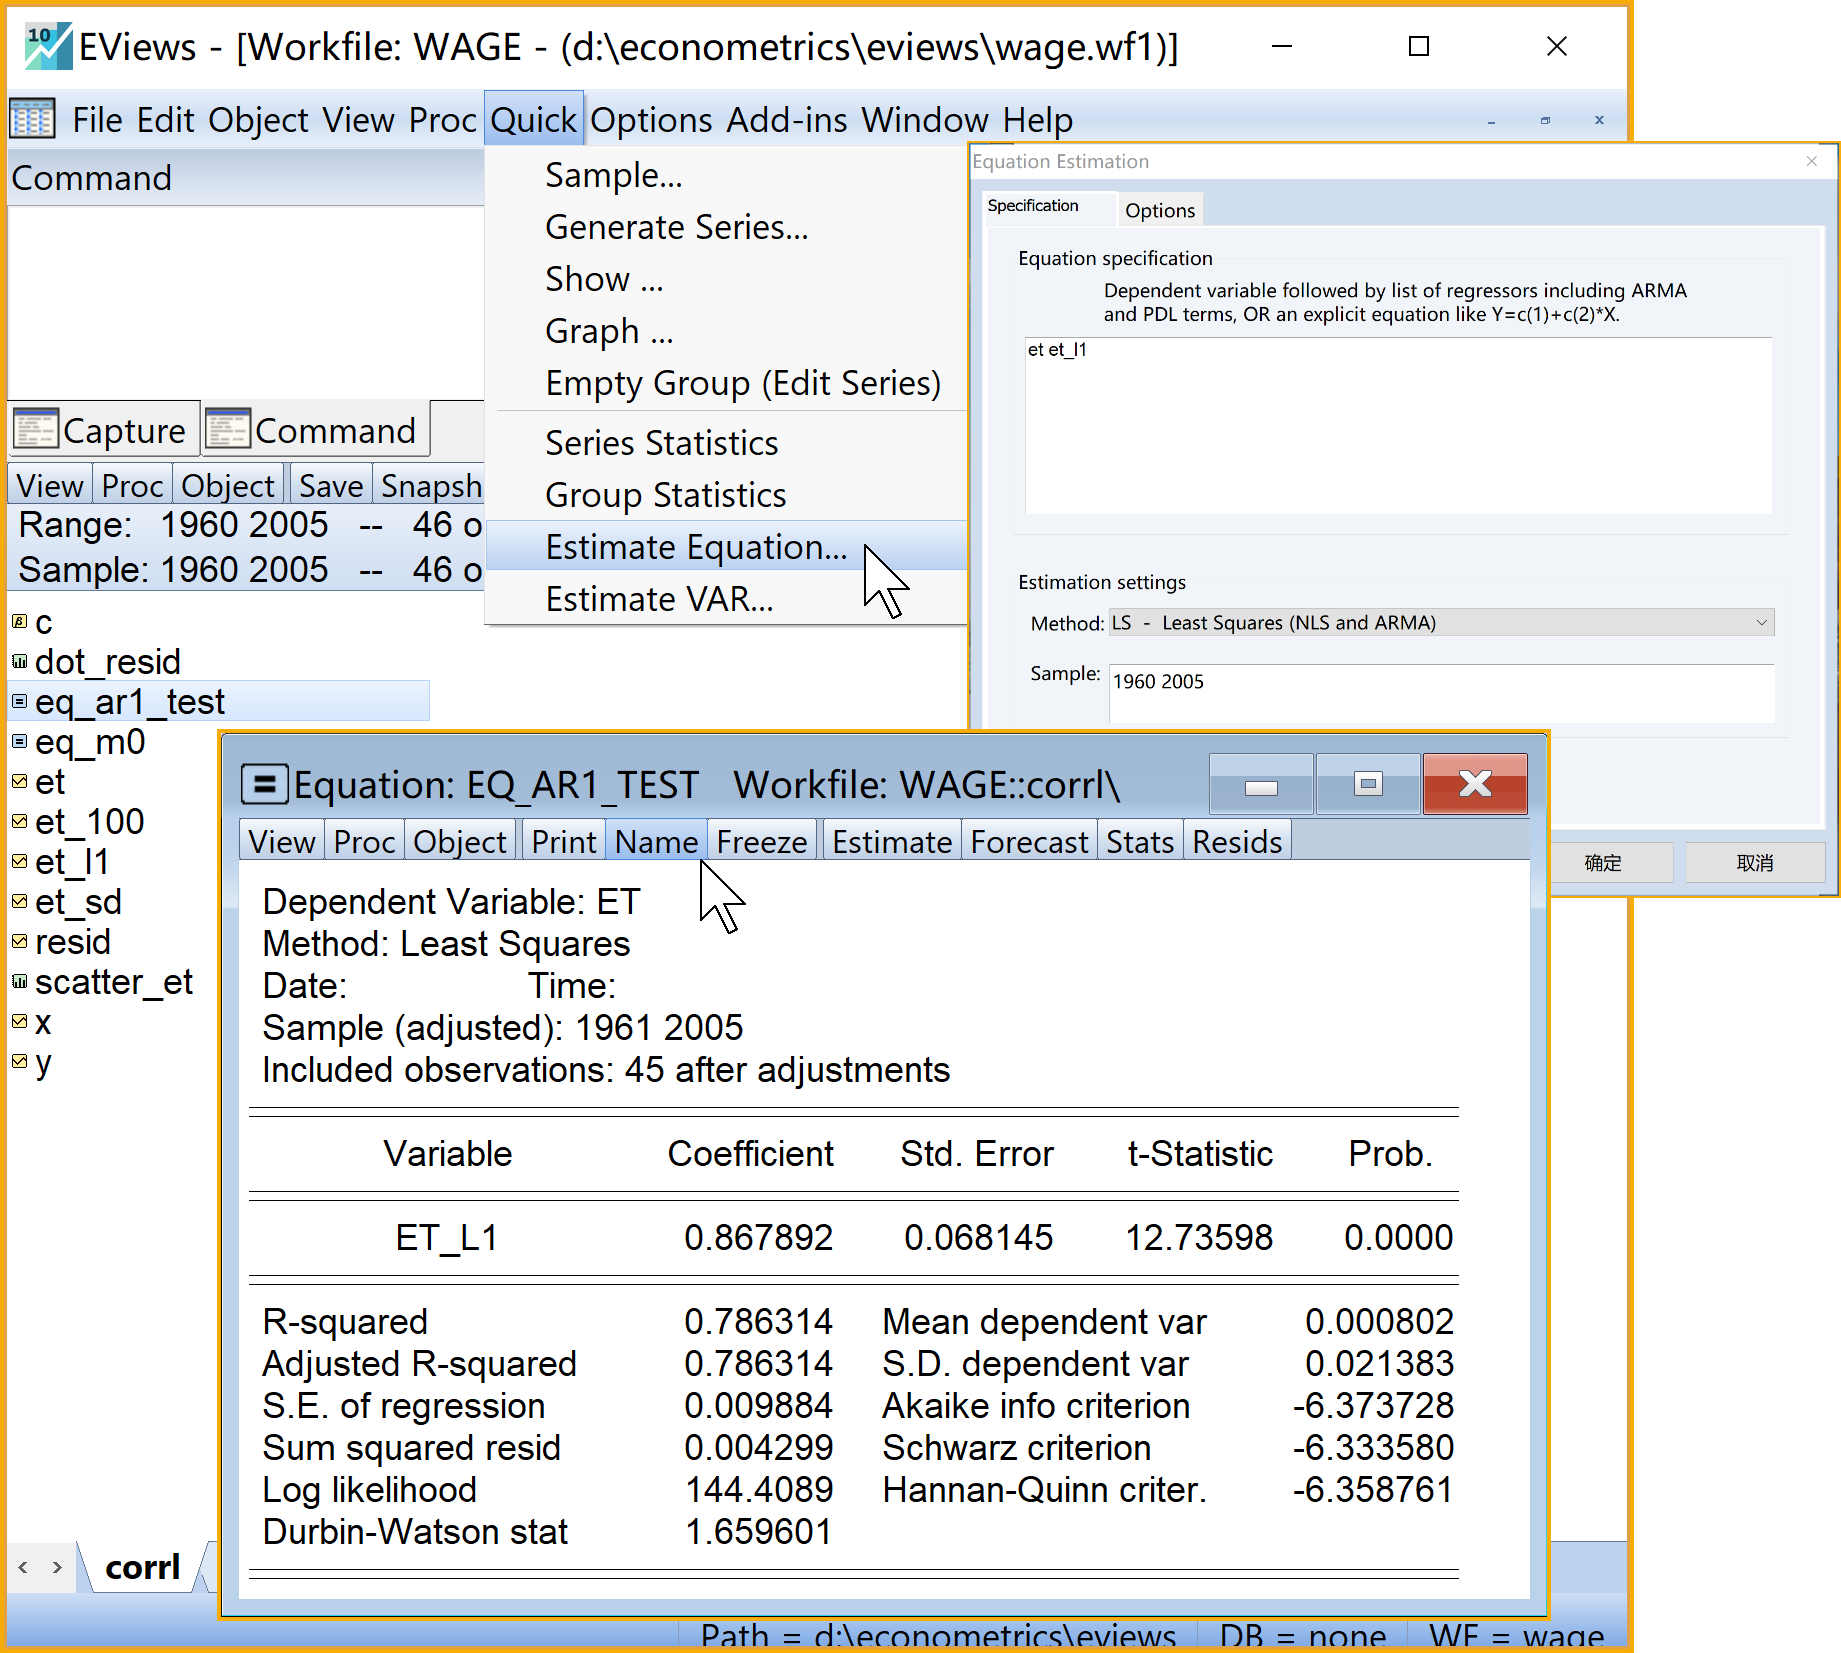 10
EViews - [Workfile: WAGE - (d:\econometrics\eviews\wage.wf1)]
File Edit Object View Proc Quick Options Add-ins Window Help
Command
Sample...
Generate Series...
Show ...
Graph ...
Empty Group (Edit Series)
Series Statistics
Group Statistics
Estimate Equation...
Estimate VAR...
Capture Command
View Proc Object Save Snapsh
Range: 1960 2005 -- 46 o
Sample: 1960 2005 -- 46 o
c
dot_resid
eq_ar1_test
eq_m0
et
et_100
et_l1
et_sd
resid
scatter_et
x
y
Equation Estimation
Specification Options
Equation specification
Dependent variable followed by list of regressors including ARMA
and PDL terms, OR an explicit equation like Y=c(1)+c(2)*X.
et et_l1
Estimation settings
Method: LS - Least Squares (NLS and ARMA)
Sample: 1960 2005
确定 取消
Equation: EQ_AR1_TEST Workfile: WAGE::corrl\
View Proc Object Print Name Freeze Estimate Forecast Stats Resids
Dependent Variable: ET
Method: Least Squares
Date: Time:
Sample (adjusted): 1961 2005
Included observations: 45 after adjustments
Variable Coefficient Std. Error t-Statistic Prob.
ET_L1 0.867892 0.068145 12.73598 0.0000
R-squared 0.786314 Mean dependent var 0.000802
Adjusted R-squared 0.786314 S.D. dependent var 0.021383
S.E. of regression 0.009884 Akaike info criterion -6.373728
Sum squared resid 0.004299 Schwarz criterion -6.333580
Log likelihood 144.4089 Hannan-Quinn criter. -6.358761
Durbin-Watson stat 1.659601
corrl
Path = d:\econometrics\eviews DB = none WF = wage